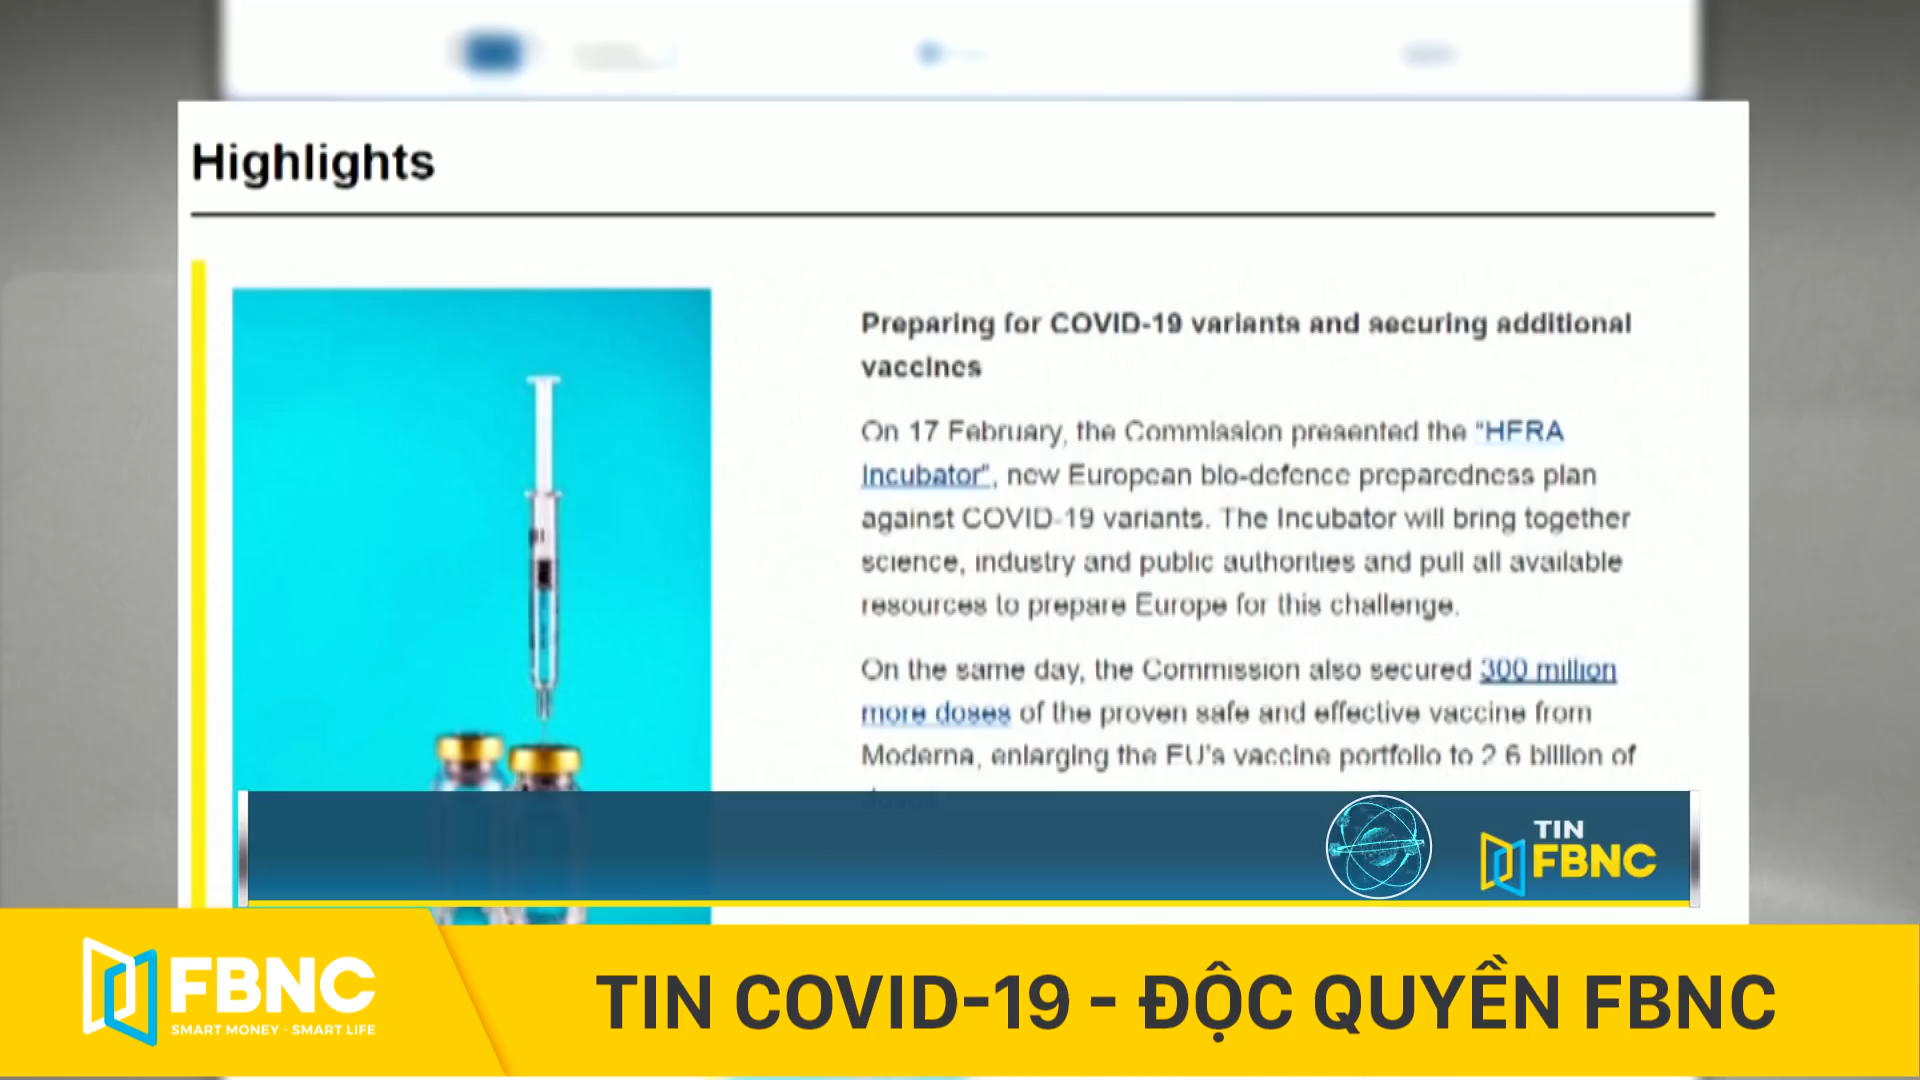 Highlights
Preparing for COVID-19 variants and securing additional
vaccines
On 17 February, the Commission presented the "HERA
Incubator", new European bio-defence preparedness plan
against COVID-19 variants. The Incubator will bring together
science, industry and public authorities and pull all available
resources to prepare Europe for this challenge.
On the same day, the Commission also secured 300 million
more doses of the proven safe and effective vaccine from
Moderna, enlarging the EU's vaccine portfolio to 2.6 billion of
TIN
FBNC
FBNC
SMART MONEY - SMART LIFE
TIN COVID-19 - ĐỘC QUYỀN FBNC